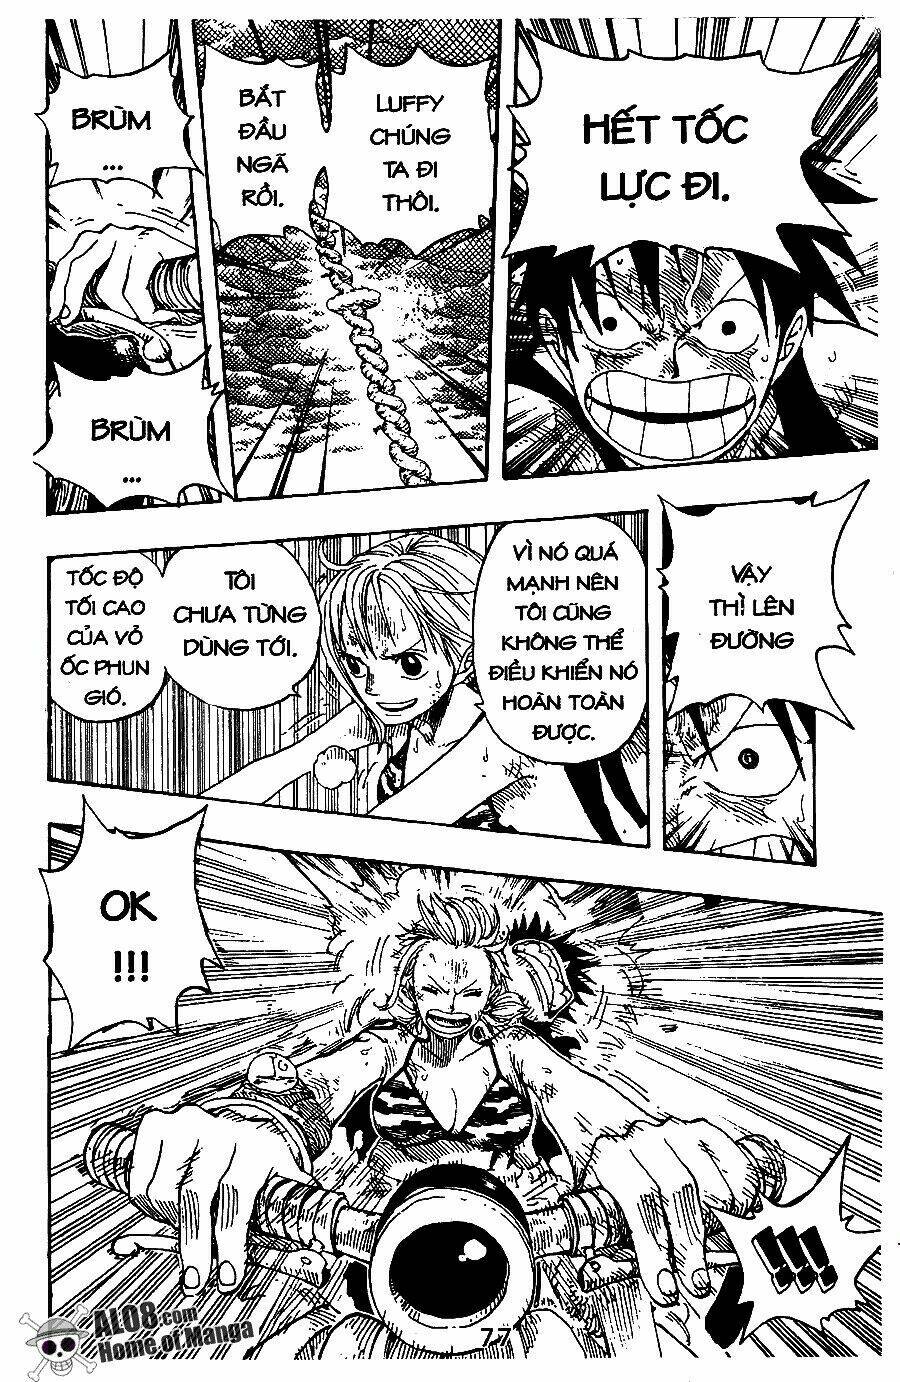 HẾT TỐC
LỰC ĐI.
LUFFY
CHÚNG
TA ĐI
THÔI.
BẮT
ĐẦU
NGÃ
RỒI.
BRÙM
...
BRÙM
...
VẬY
THÌ LÊN
ĐƯỜNG
VÌ NÓ QUÁ
MẠNH NÊN
TÔI CŨNG
KHÔNG THỂ
ĐIỀU KHIỂN NÓ
HOÀN TOÀN
ĐƯỢC.
TÔI
CHƯA TỪNG
DÙNG TỚI.
TỐC ĐỘ
TỐI CAO
CỦA VỎ
ỐC PHUN
GIÓ.
OK
!!!
!!!
77
ALO8.com
Home of Manga